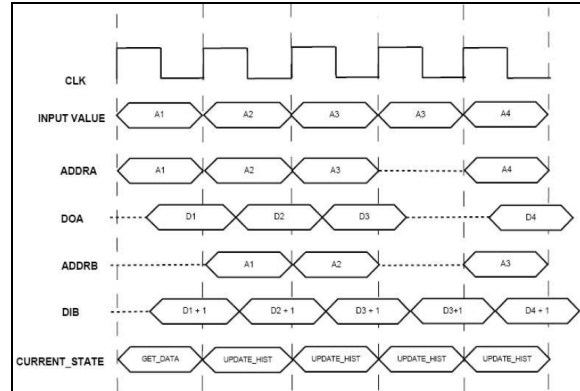 CLK
INPUT VALUE A1 A2 A3 A3 A4
ADDRA A1 A2 A3 A4
DOA D1 D2 D3 D4
ADDRB A1 A2 A3
DIB D1 + 1 D2 + 1 D3 + 1 D3+1 D4 + 1
CURRENT_STATE GET_DATA UPDATE_HIST UPDATE_HIST UPDATE_HIST UPDATE_HIST